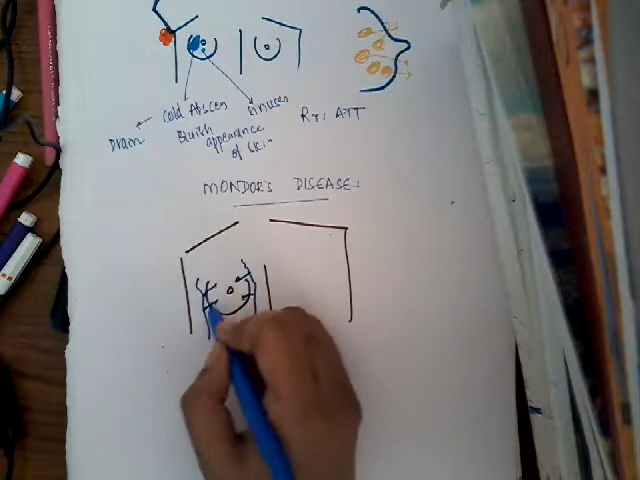 Cold Abscess
Sinuses
Drain
Bluish
appearance
of skin
Rx: ATT
MONDOR'S DISEASE: